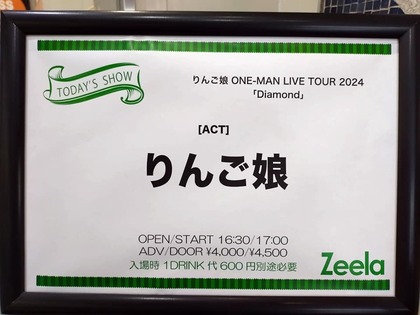 TODAY'S SHOW
りんご娘 ONE-MAN LIVE TOUR 2024
「Diamond」
[ACT]
りんご娘
OPEN/START 16:30/17:00
ADV/DOOR ¥4,000/¥4,500
入場時 1DRINK 代 600 円別途必要
Zeela